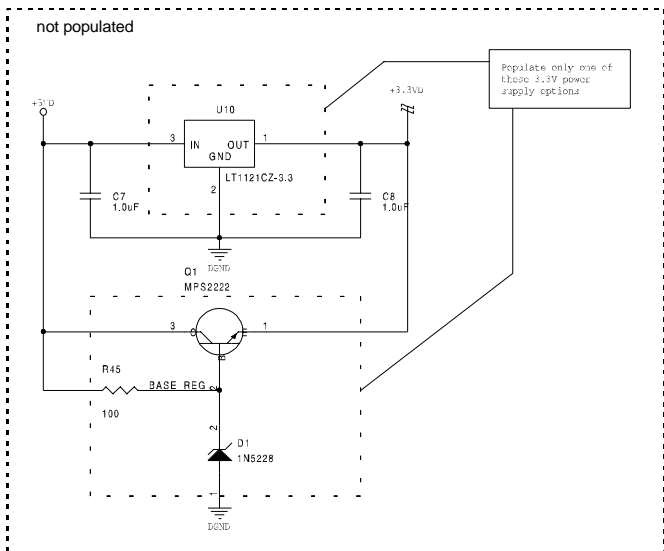 not populated
Populate only one of
these 3.3V power
supply options
+5VD
+3.3VD
U10
3
IN
OUT
1
GND
LT1121CZ-3.3
2
C7
1.0uF
C8
1.0uF
DGND
Q1
MPS2222
3
C
E
1
B
R45
BASE REG
2
100
2
D1
1N5228
1
DGND